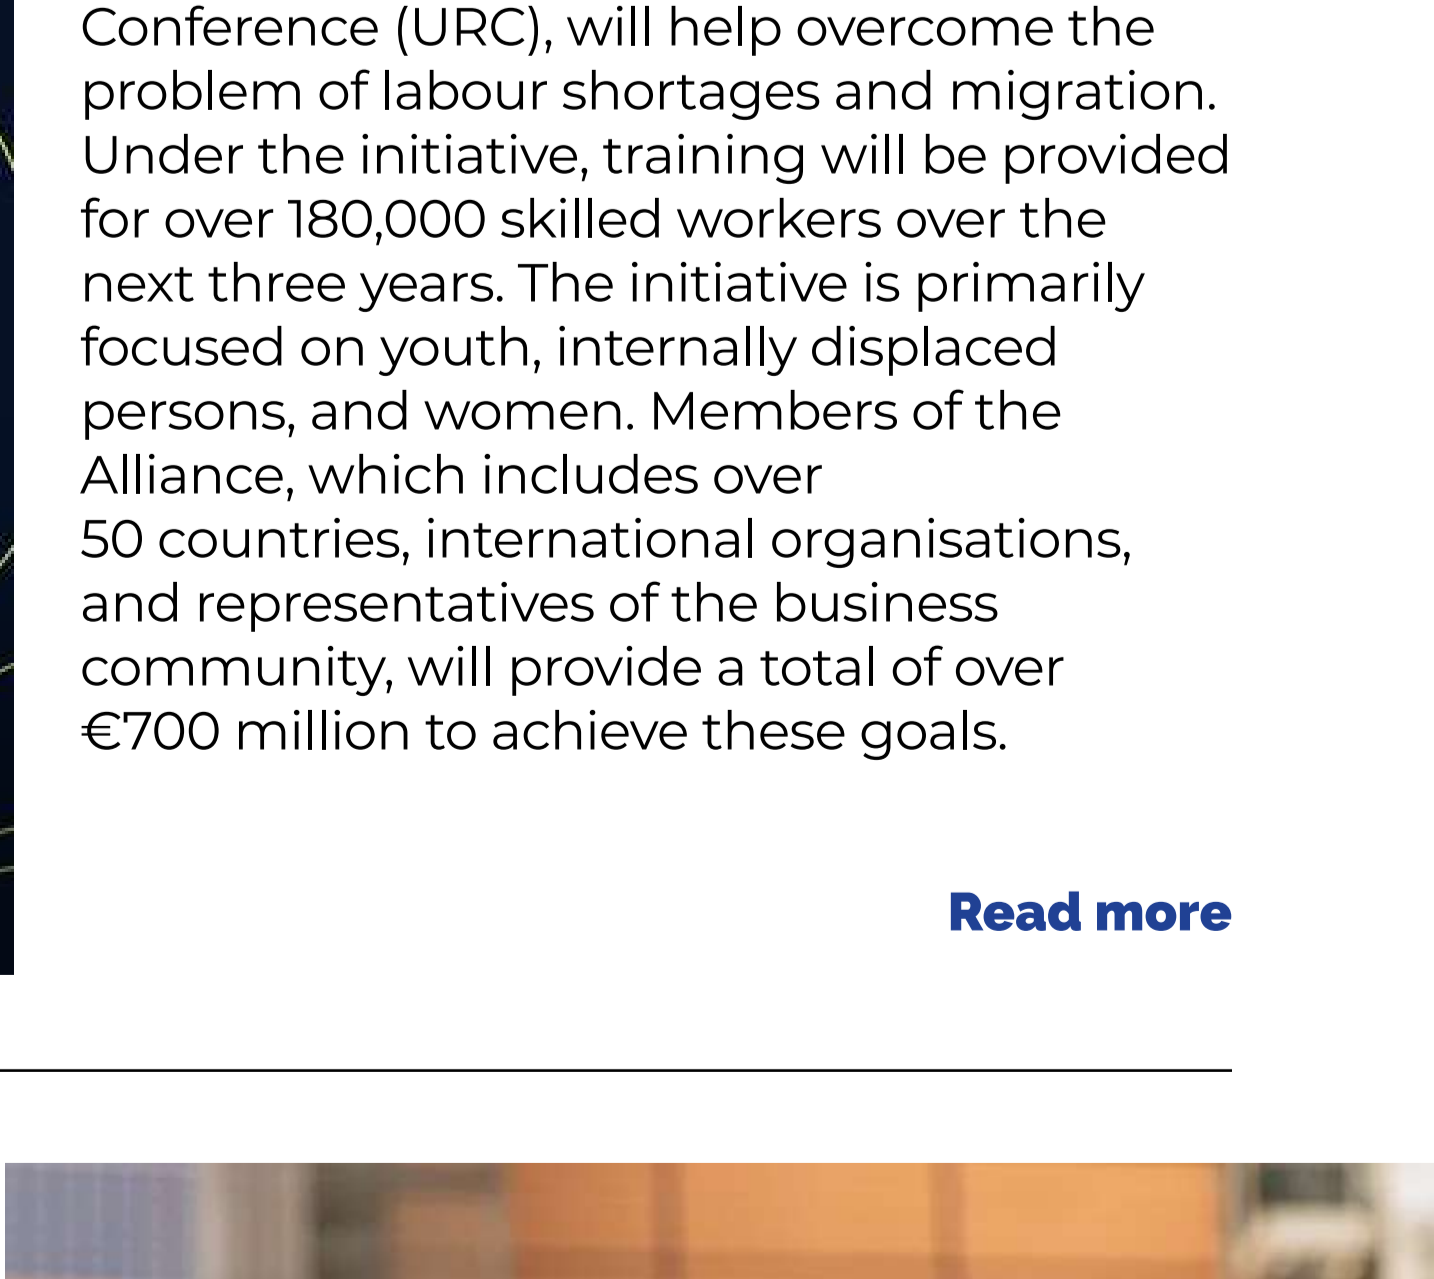 Conference (URC), will help overcome the
problem of labour shortages and migration.
Under the initiative, training will be provided
for over 180,000 skilled workers over the
next three years. The initiative is primarily
focused on youth, internally displaced
persons, and women. Members of the
Alliance, which includes over
50 countries, international organisations,
and representatives of the business
community, will provide a total of over
€700 million to achieve these goals.
Read more